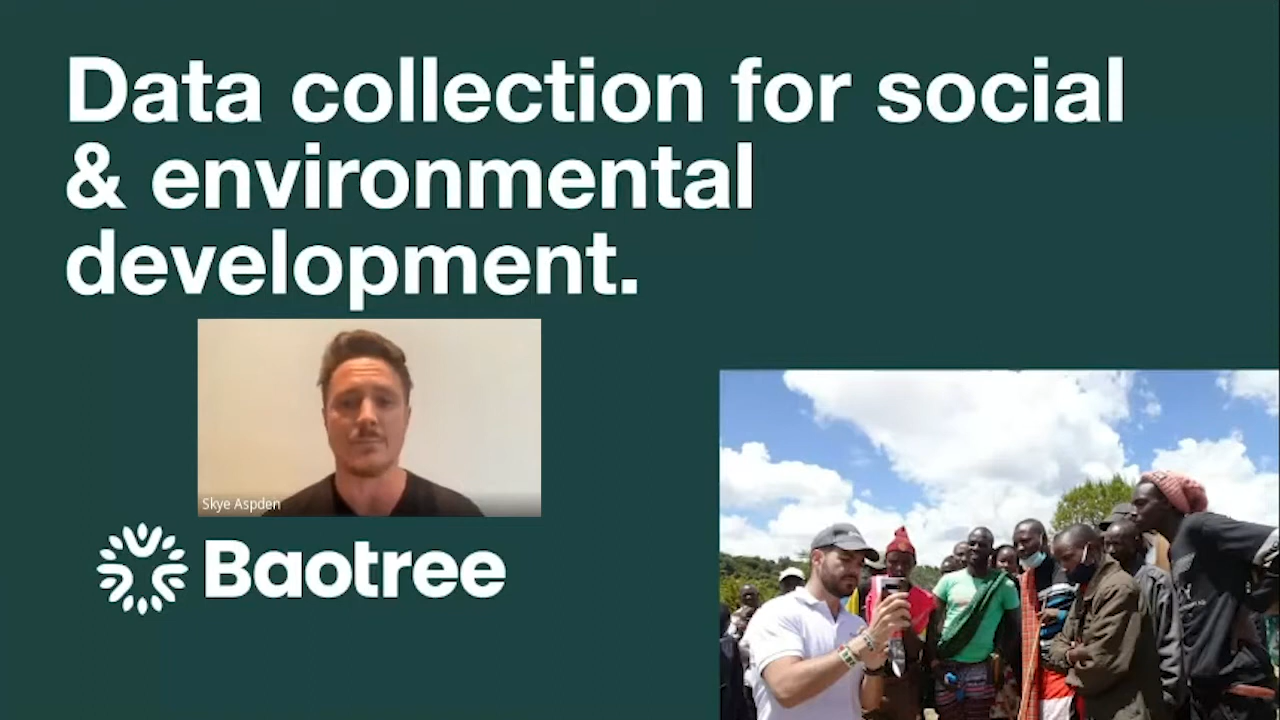 Data collection for social
& environmental
development.
Skye Aspden
Baotree